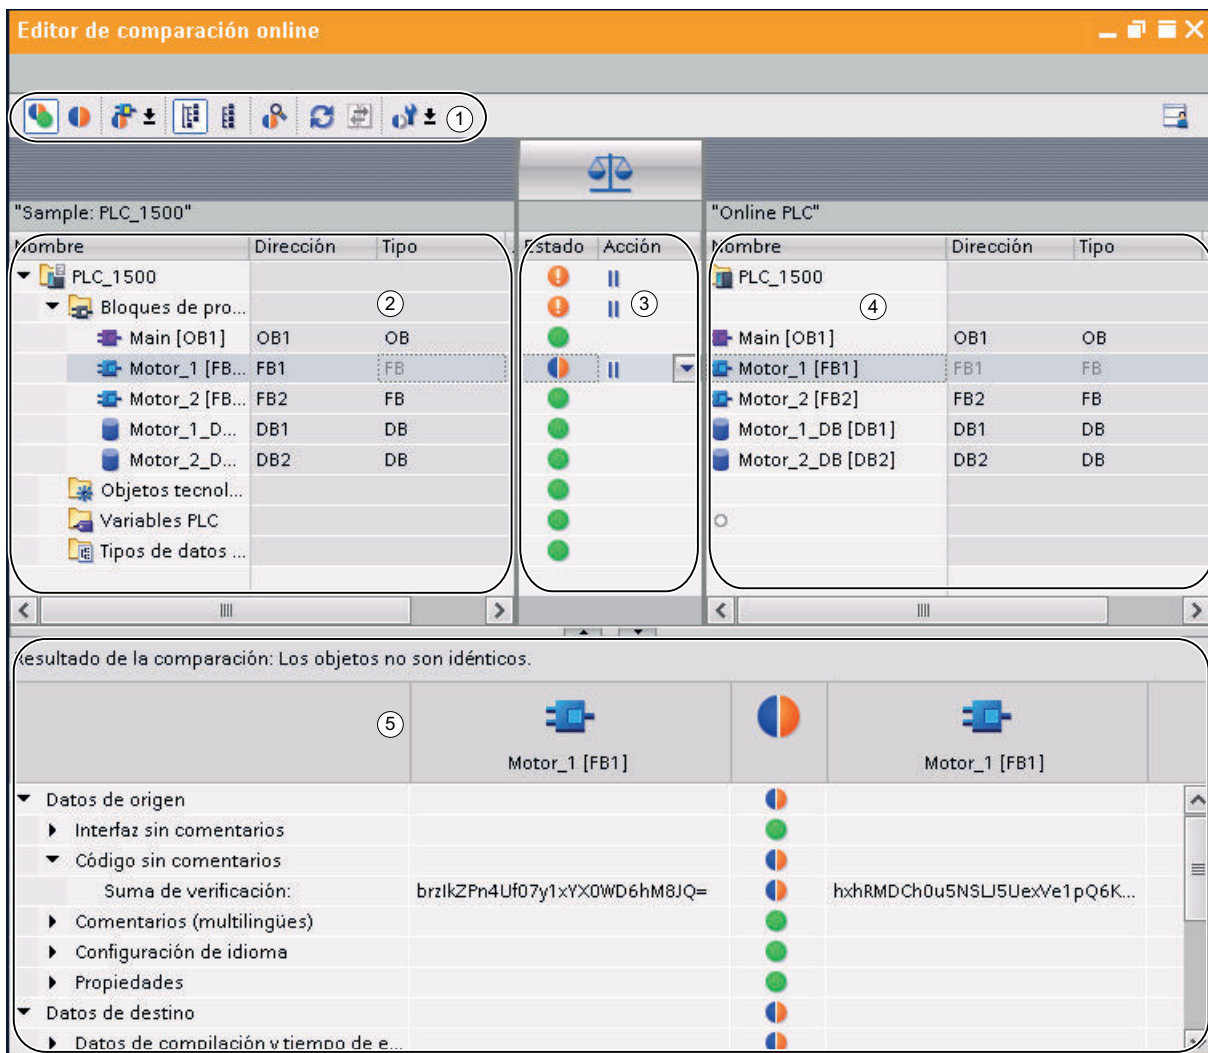 Editor de comparación online
1
"Sample: PLC_1500"
"Online PLC"
Nombre Dirección Tipo Estado Acción Nombre Dirección Tipo
PLC_1500 PLC_1500
Bloques de pro... 2 3 4
Main [OB1] OB1 OB Main [OB1] OB1 OB
Motor_1 [FB... FB1 FB Motor_1 [FB1] FB1 FB
Motor_2 [FB... FB2 FB Motor_2 [FB2] FB2 FB
Motor_1_D... DB1 DB Motor_1_DB [DB1] DB1 DB
Motor_2_D... DB2 DB Motor_2_DB [DB2] DB2 DB
Objetos tecnol...
Variables PLC
Tipos de datos ...
Resultado de la comparación: Los objetos no son idénticos.
5
Motor_1 [FB1] Motor_1 [FB1]
Datos de origen
Interfaz sin comentarios
Código sin comentarios
Suma de verificación: brzIkZPn4Uf07y1xYX0WD6hM8JQ= hxhRMDCh0u5NSLJ5UexVe1pQ6K...
Comentarios (multilingües)
Configuración de idioma
Propiedades
Datos de destino
Datos de compilación y tiempo de e...